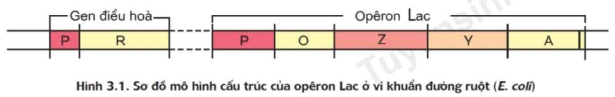 Gen điều hoà
Opêron Lac
P R P O Z Y A
Hình 3.1. Sơ đồ mô hình cấu trúc của opêron Lac ở vi khuẩn đường ruột (E. coli)